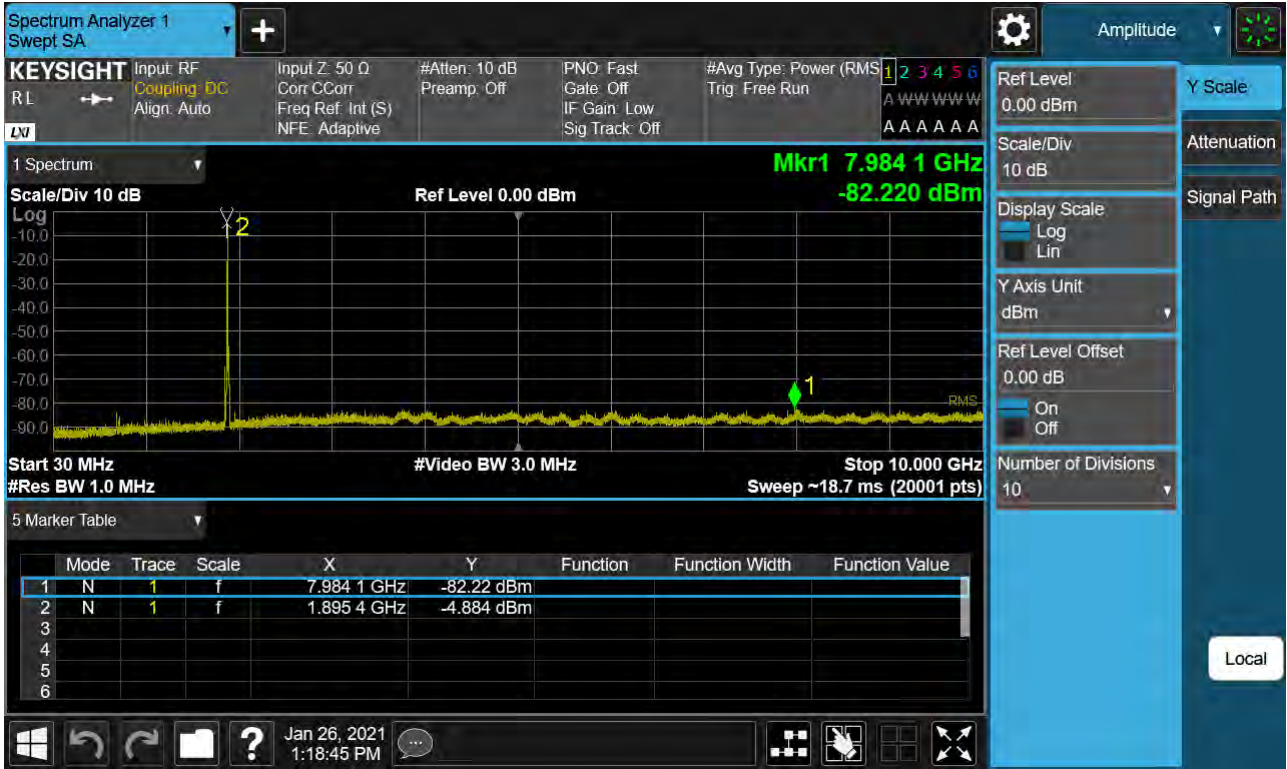 Spectrum Analyzer 1
Swept SA
+
Amplitude
KEYSIGHT
RL
LXI
Input: RF
Coupling: DC
Align: Auto
Input Z: 50 Ω
Corr CCorr
Freq Ref: Int (S)
NFE: Adaptive
#Atten: 10 dB
Preamp: Off
PNO: Fast
Gate: Off
IF Gain: Low
Sig Track: Off
#Avg Type: Power (RMS
Trig: Free Run
1 2 3 4 5 6
A W W W W W
A A A A A A
1 Spectrum
Scale/Div 10 dB
Ref Level 0.00 dBm
Mkr1 7.984 1 GHz
-82.220 dBm
Log
-10.0
-20.0
-30.0
-40.0
-50.0
-60.0
-70.0
-80.0
-90.0
2
1
RMS
Start 30 MHz
#Video BW 3.0 MHz
Stop 10.000 GHz
#Res BW 1.0 MHz
Sweep ~18.7 ms (20001 pts)
5 Marker Table
Mode Trace Scale X Y Function Function Width Function Value
1 N 1 f 7.984 1 GHz -82.22 dBm
2 N 1 f 1.895 4 GHz -4.884 dBm
3
4
5
6
Ref Level
0.00 dBm
Scale/Div
10 dB
Display Scale
Log
Lin
Y Axis Unit
dBm
Ref Level Offset
0.00 dB
On
Off
Number of Divisions
10
Y Scale
Attenuation
Signal Path
Local
?
Jan 26, 2021
1:18:45 PM